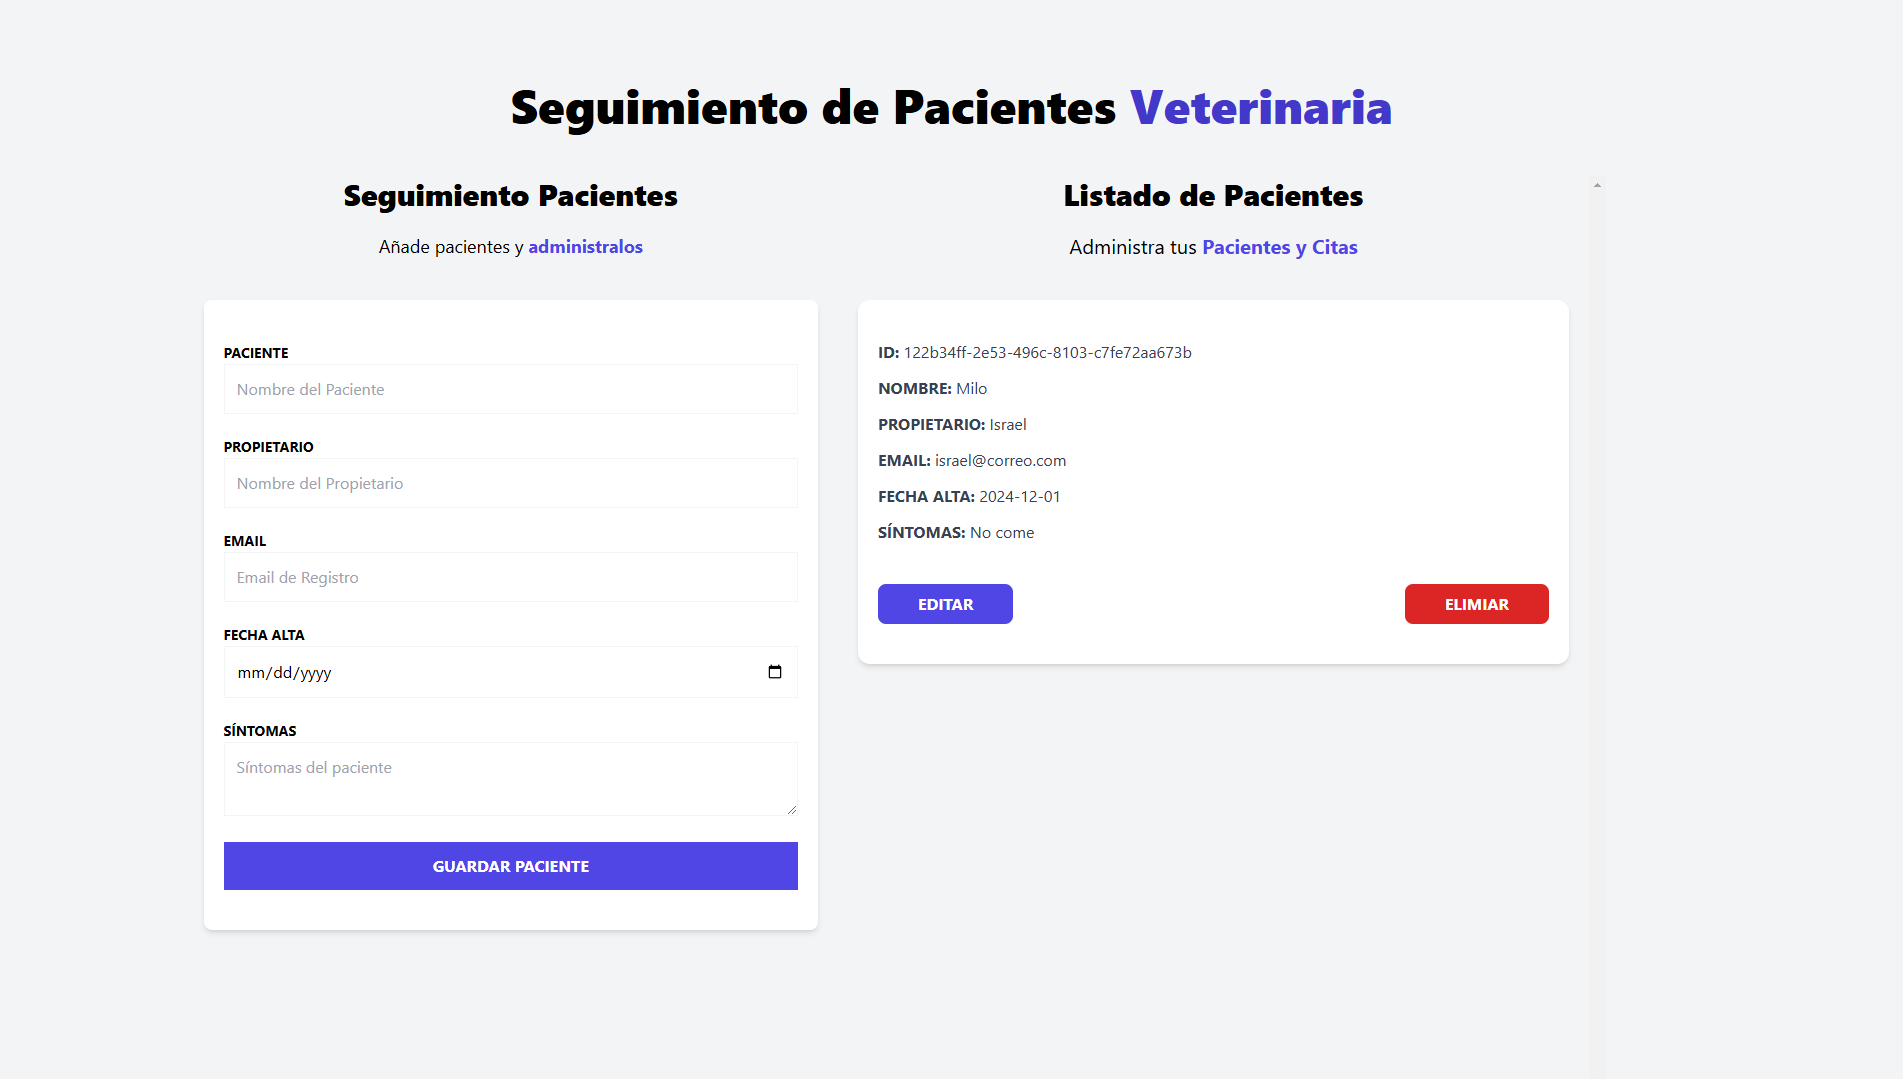 Seguimiento de Pacientes Veterinaria
Seguimiento Pacientes
Añade pacientes y administralos
PACIENTE
Nombre del Paciente
PROPIETARIO
Nombre del Propietario
EMAIL
Email de Registro
FECHA ALTA
mm/dd/yyyy
SÍNTOMAS
Síntomas del paciente
GUARDAR PACIENTE
Listado de Pacientes
Administra tus Pacientes y Citas
ID: 122b34ff-2e53-496c-8103-c7fe72aa673b
NOMBRE: Milo
PROPIETARIO: Israel
EMAIL: israel@correo.com
FECHA ALTA: 2024-12-01
SÍNTOMAS: No come
EDITAR
ELIMIAR